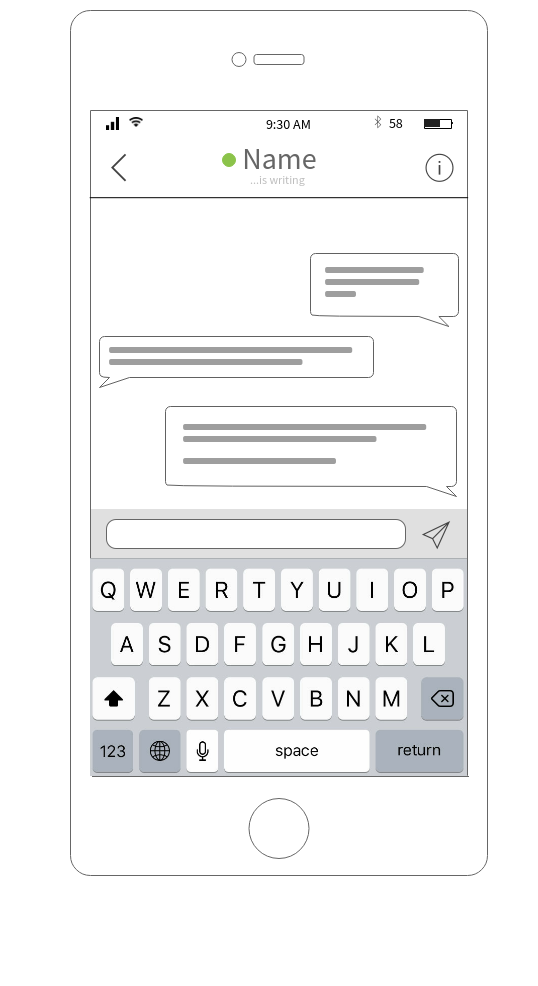 9:30 AM 58
Name
...is writing
Q W E R T Y U I O P
A S D F G H J K L
Z X C V B N M
123 space return